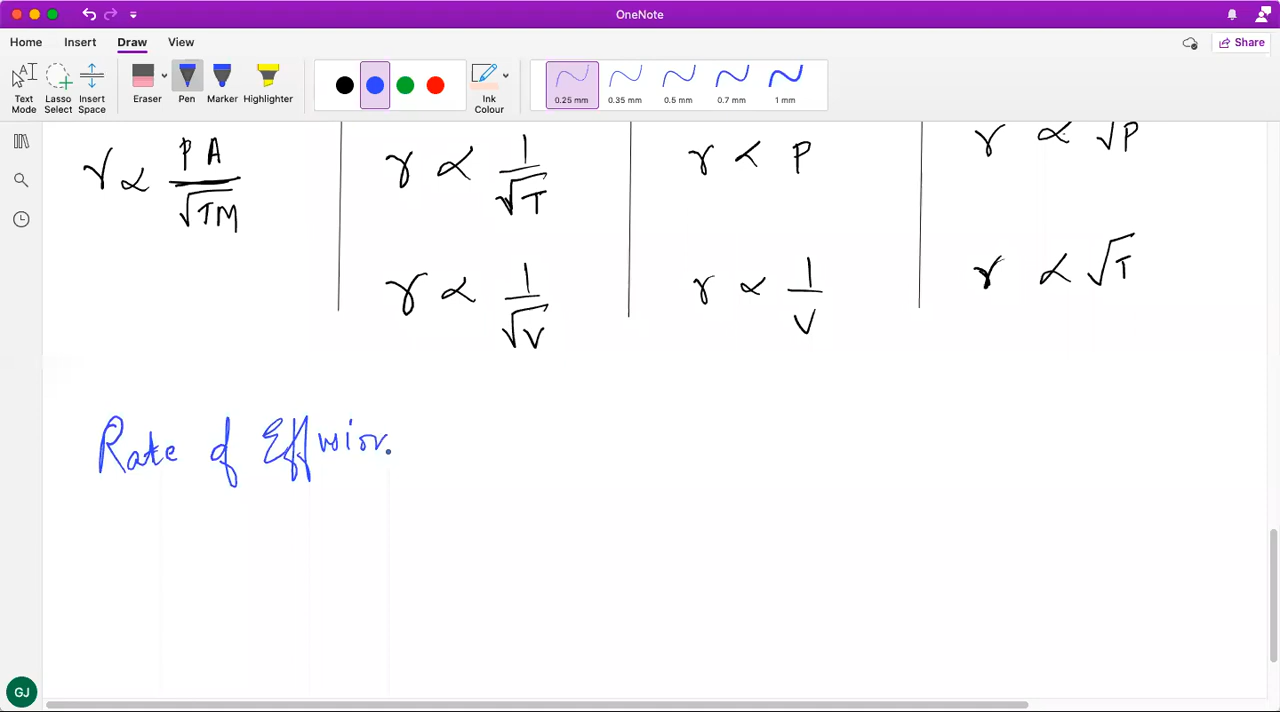 OneNote
Home Insert Draw View
Share
Text Mode
Lasso Select
Insert Space
Eraser
Pen
Marker
Highlighter
Ink Colour
0.25 mm
0.35 mm
0.5 mm
0.7 mm
1 mm
r ∝ PA / √TM
r ∝ 1/√T
r ∝ P
r ∝ √P
r ∝ 1/√V
r ∝ 1/V
r ∝ √T
Rate of Effusion
GJ